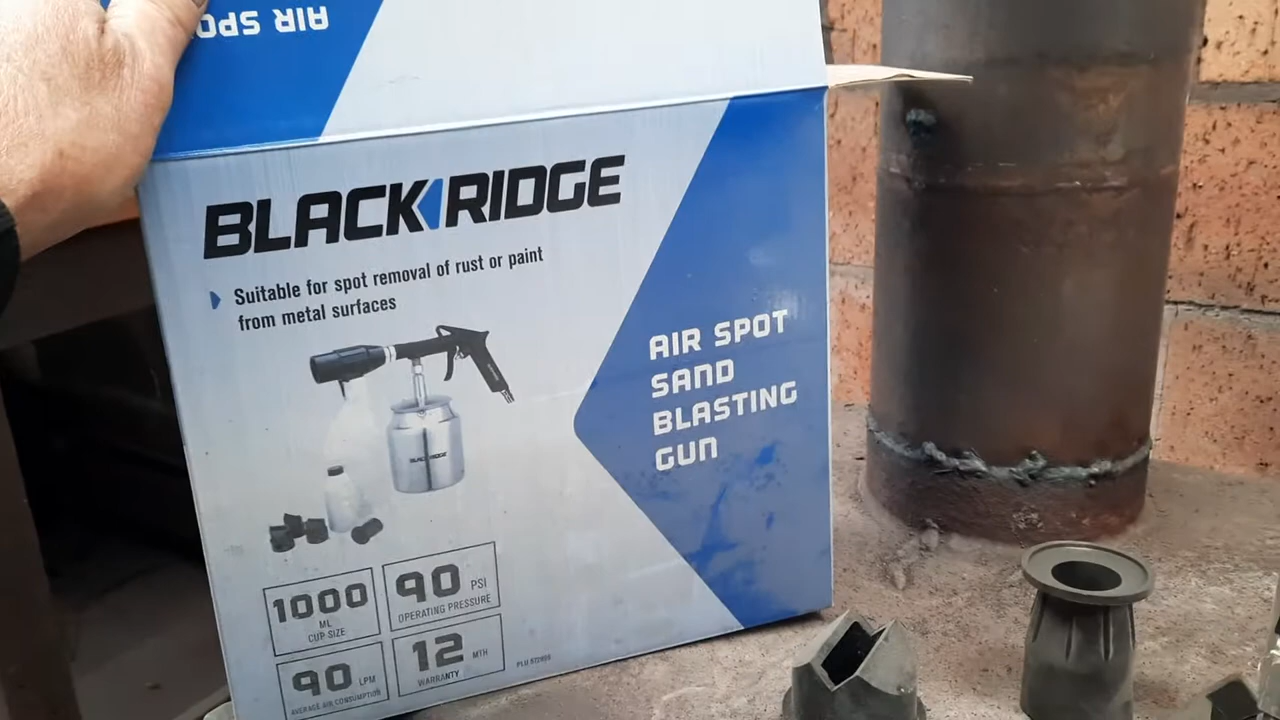 AIR SPO
BLACKRIDGE
Suitable for spot removal of rust or paint
from metal surfaces
AIR SPOT
SAND
BLASTING
GUN
BLACKRIDGE
1000
ML
CUP SIZE
90 PSI
OPERATING PRESSURE
90 LPM
AVERAGE AIR CONSUMPTION
12 MTH
WARRANTY